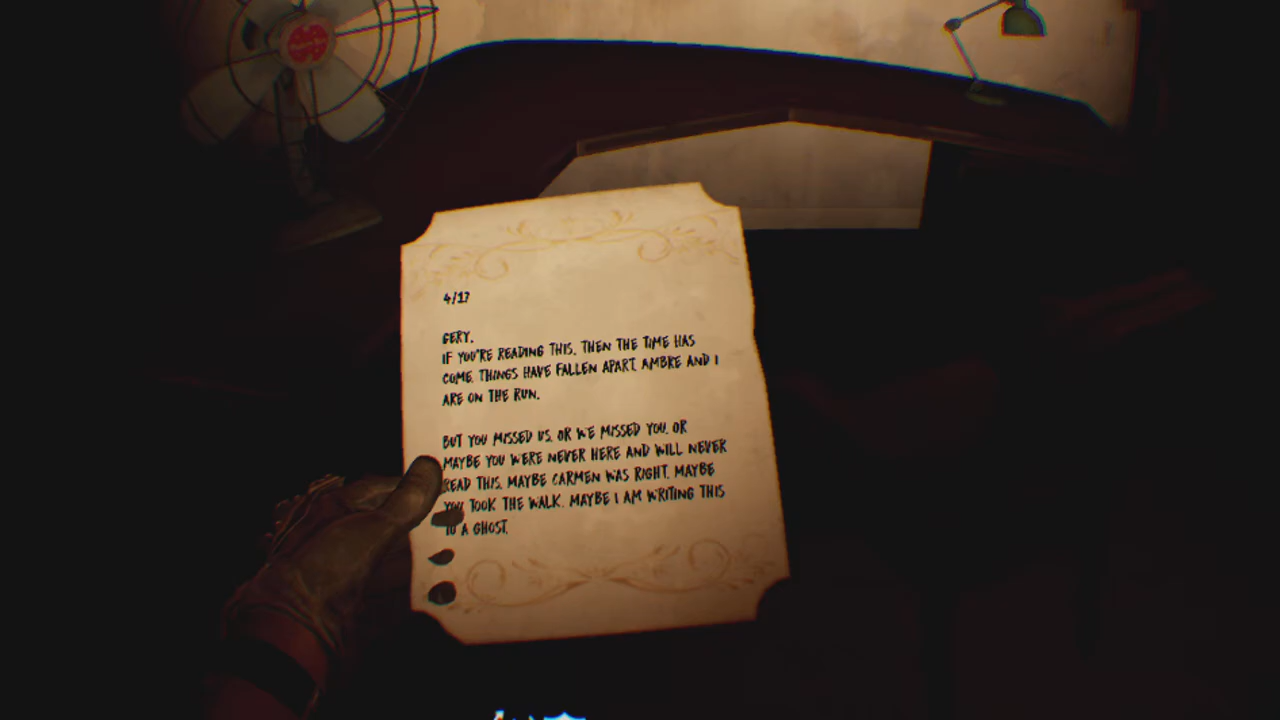 4/17
GERY,
IF YOU'RE READING THIS, THEN THE TIME HAS
COME. THINGS HAVE FALLEN APART. AMBRE AND I
ARE ON THE RUN.
BUT YOU MISSED US. OR WE MISSED YOU. OR
MAYBE YOU WERE NEVER HERE AND WILL NEVER
READ THIS. MAYBE CARMEN WAS RIGHT. MAYBE
YOU TOOK THE WALK. MAYBE I AM WRITING THIS
TO A GHOST.